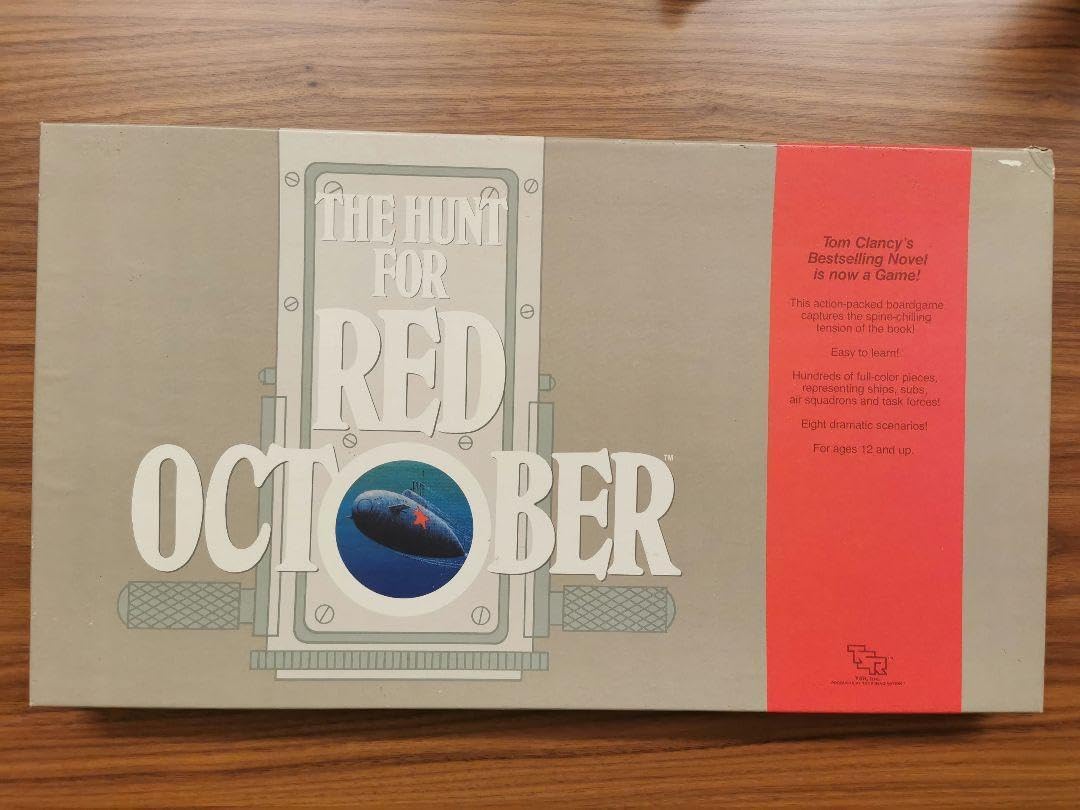 THE HUNT
FOR
RED
OCTOBER™
Tom Clancy's
Bestselling Novel
is now a Game!
This action-packed boardgame
captures the spine-chilling
tension of the book!
Easy to learn!
Hundreds of full-color pieces,
representing ships, subs,
air squadrons and task forces!
Eight dramatic scenarios!
For ages 12 and up.
TSR
TSR, Inc.